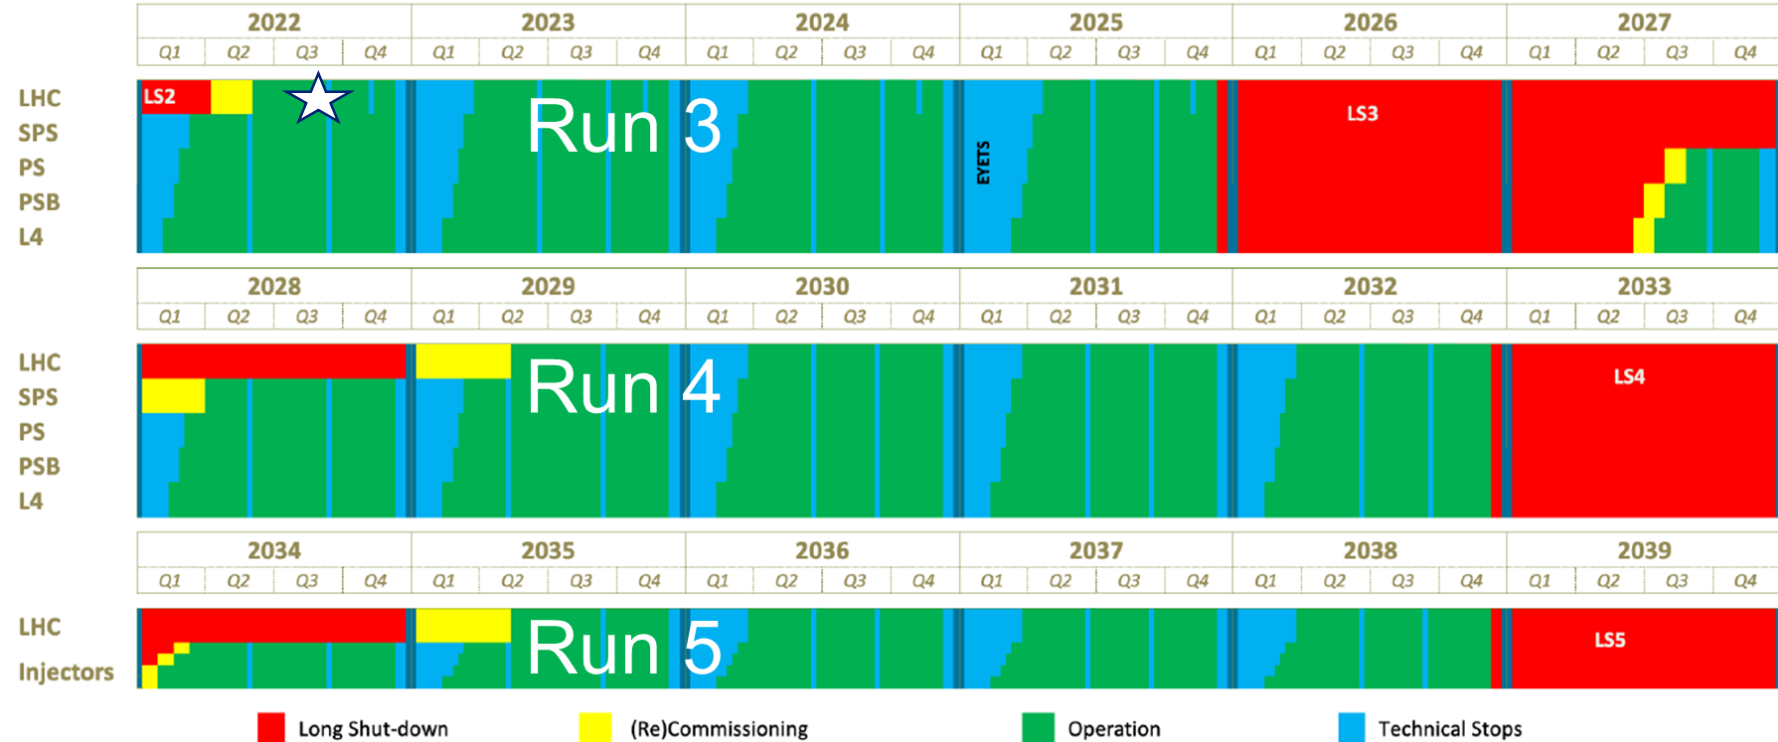 2022 2023 2024 2025 2026 2027
Q1 Q2 Q3 Q4 Q1 Q2 Q3 Q4 Q1 Q2 Q3 Q4 Q1 Q2 Q3 Q4 Q1 Q2 Q3 Q4 Q1 Q2 Q3 Q4
LHC LS2 Run 3 LS3
SPS
PS EYETS
PSB
L4
2028 2029 2030 2031 2032 2033
Q1 Q2 Q3 Q4 Q1 Q2 Q3 Q4 Q1 Q2 Q3 Q4 Q1 Q2 Q3 Q4 Q1 Q2 Q3 Q4 Q1 Q2 Q3 Q4
LHC Run 4 LS4
SPS
PS
PSB
L4
2034 2035 2036 2037 2038 2039
Q1 Q2 Q3 Q4 Q1 Q2 Q3 Q4 Q1 Q2 Q3 Q4 Q1 Q2 Q3 Q4 Q1 Q2 Q3 Q4 Q1 Q2 Q3 Q4
LHC Run 5 LS5
Injectors
Long Shut-down (Re)Commissioning Operation Technical Stops